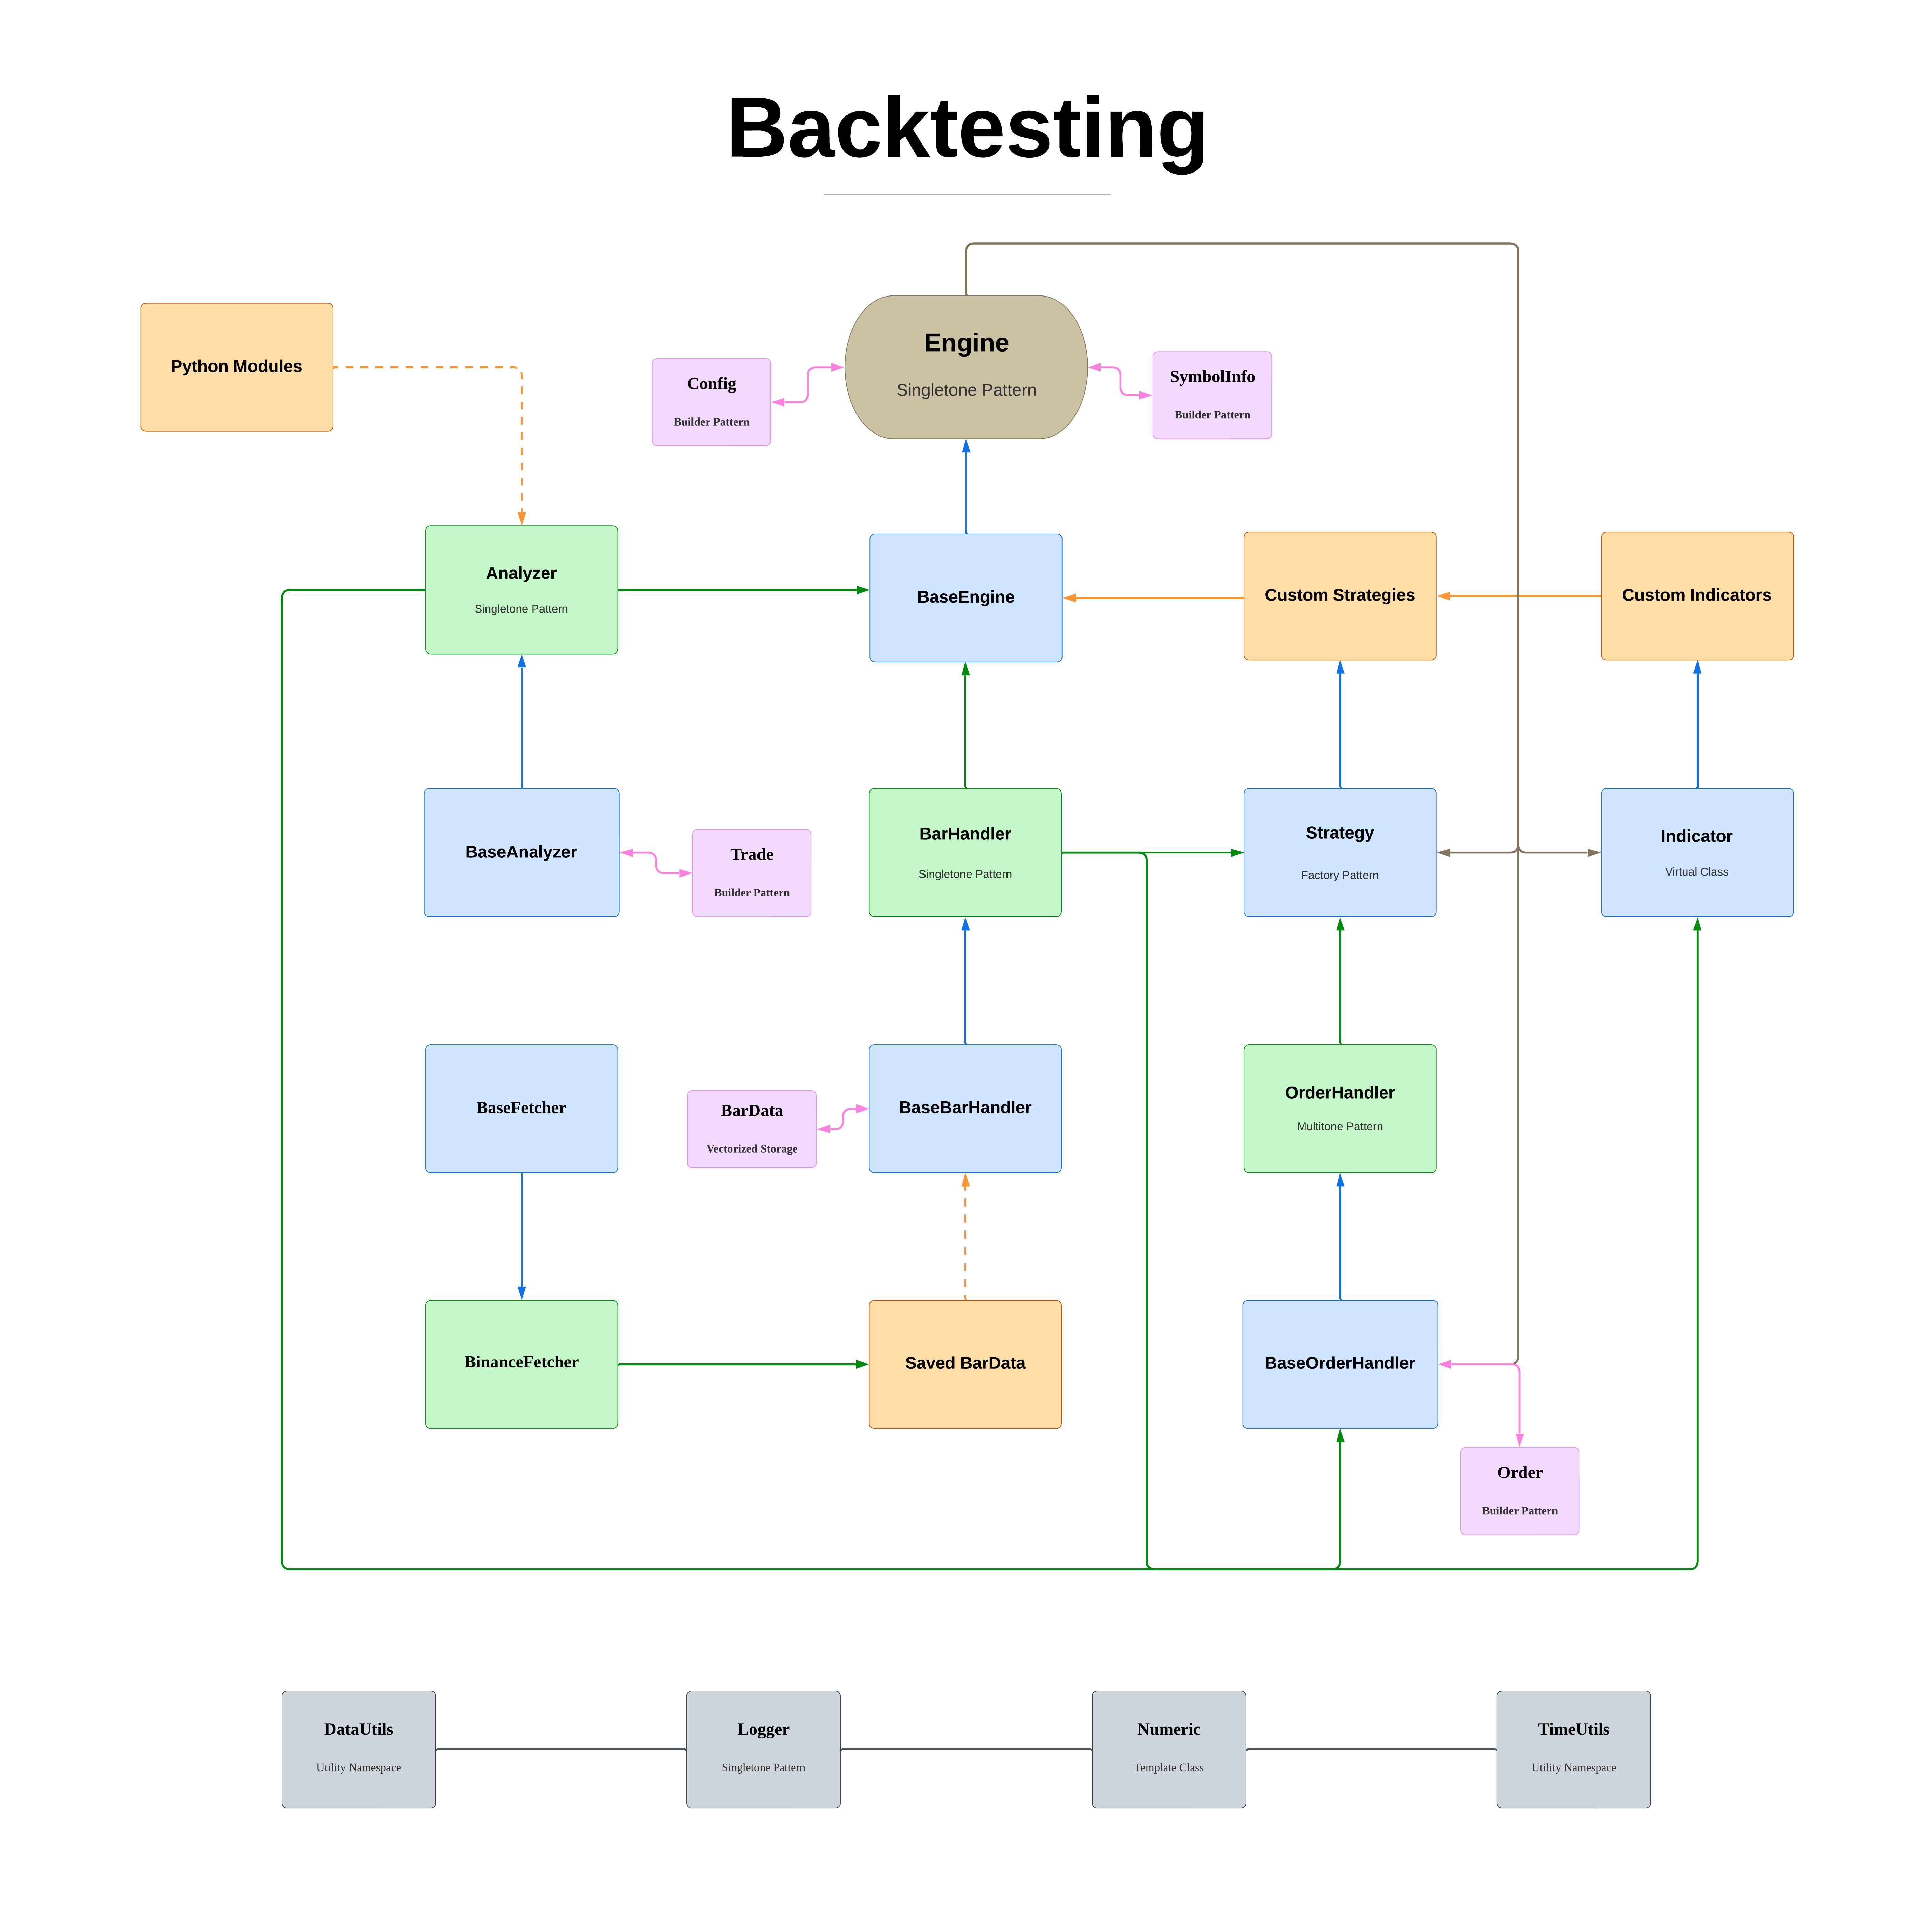 Backtesting
Python Modules
Config
Builder Pattern
Engine
Singletone Pattern
SymbolInfo
Builder Pattern
Analyzer
Singletone Pattern
BaseEngine
Custom Strategies
Custom Indicators
BaseAnalyzer
Trade
Builder Pattern
BarHandler
Singletone Pattern
Strategy
Factory Pattern
Indicator
Virtual Class
BaseFetcher
BarData
Vectorized Storage
BaseBarHandler
OrderHandler
Multitone Pattern
BinanceFetcher
Saved BarData
BaseOrderHandler
Order
Builder Pattern
DataUtils
Utility Namespace
Logger
Singletone Pattern
Numeric
Template Class
TimeUtils
Utility Namespace